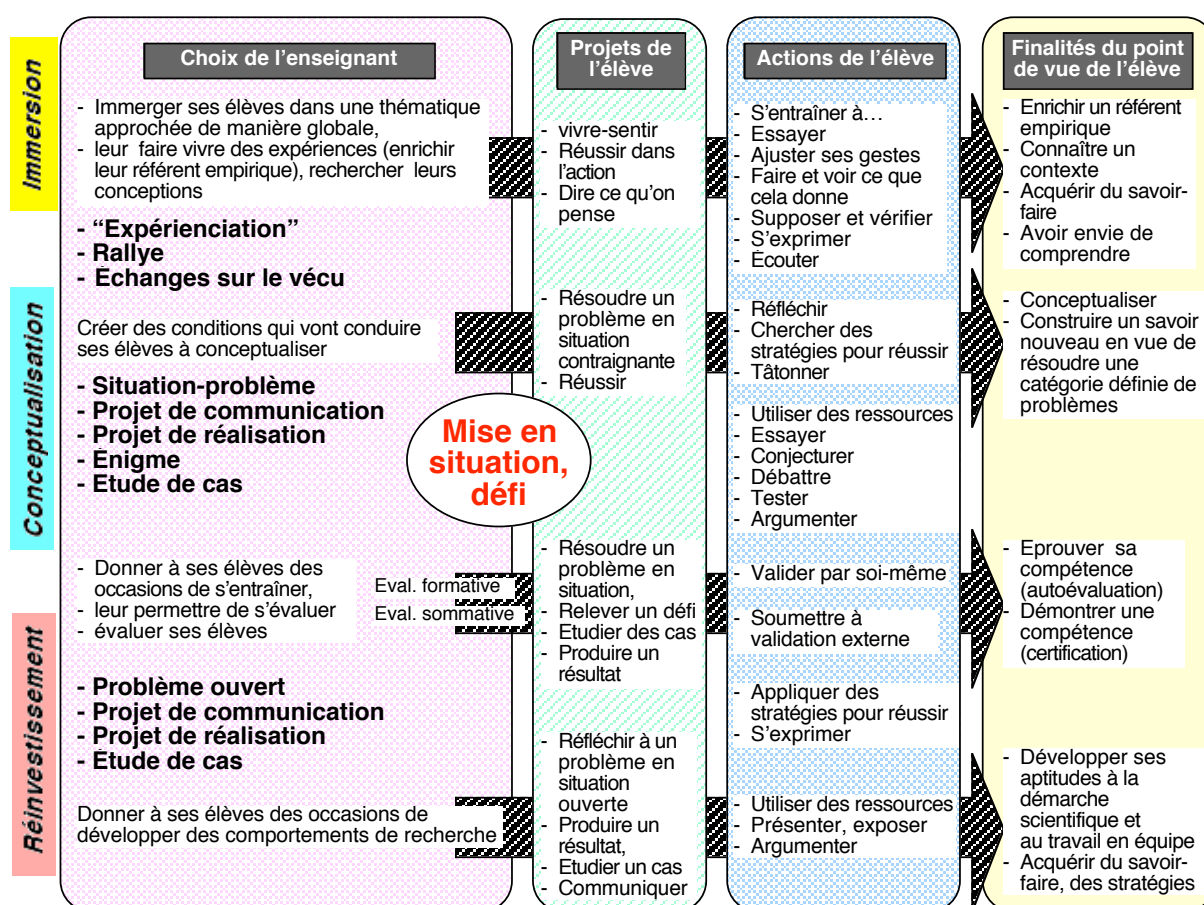 Immersion
Conceptualisation
Réinvestissement
Choix de l'enseignant
- Immerger ses élèves dans une thématique
approchée de manière globale,
- leur faire vivre des expériences (enrichir
leur référent empirique), rechercher leurs
conceptions
- “Expérienciation”
- Rallye
- Échanges sur le vécu
Créer des conditions qui vont conduire
ses élèves à conceptualiser
- Situation-problème
- Projet de communication
- Projet de réalisation
- Énigme
- Etude de cas
Mise en
situation,
défi
- Donner à ses élèves des
occasions de s'entraîner,
- leur permettre de s'évaluer
- évaluer ses élèves
Eval. formative
Eval. sommative
- Problème ouvert
- Projet de communication
- Projet de réalisation
- Étude de cas
Donner à ses élèves des occasions de
développer des comportements de recherche
Projets de
l'élève
- vivre-sentir
- Réussir dans
l'action
- Dire ce qu'on
pense
- Résoudre un
problème en
situation
contraignante
- Réussir
- Résoudre un
problème en
situation,
- Relever un défi
- Etudier des cas
- Produire un
résultat
- Réfléchir à un
problème en
situation
ouverte
- Produire un
résultat,
- Etudier un cas
- Communiquer
Actions de l'élève
- S'entraîner à…
- Essayer
- Ajuster ses gestes
- Faire et voir ce que
cela donne
- Supposer et vérifier
- S'exprimer
- Écouter
- Réfléchir
- Chercher des
stratégies pour réussir
- Tâtonner
- Utiliser des ressources
- Essayer
- Conjecturer
- Débattre
- Tester
- Argumenter
- Valider par soi-même
- Soumettre à
validation externe
- Appliquer des
stratégies pour réussir
- S'exprimer
- Utiliser des ressources
- Présenter, exposer
- Argumenter
Finalités du point
de vue de l'élève
- Enrichir un référent
empirique
- Connaître un
contexte
- Acquérir du savoir-
faire
- Avoir envie de
comprendre
- Conceptualiser
- Construire un savoir
nouveau en vue de
résoudre une
catégorie définie de
problèmes
- Eprouver sa
compétence
(autoévaluation)
- Démontrer une
compétence
(certification)
- Développer ses
aptitudes à la
démarche
scientifique et
au travail en équipe
- Acquérir du savoir-
faire, des stratégies